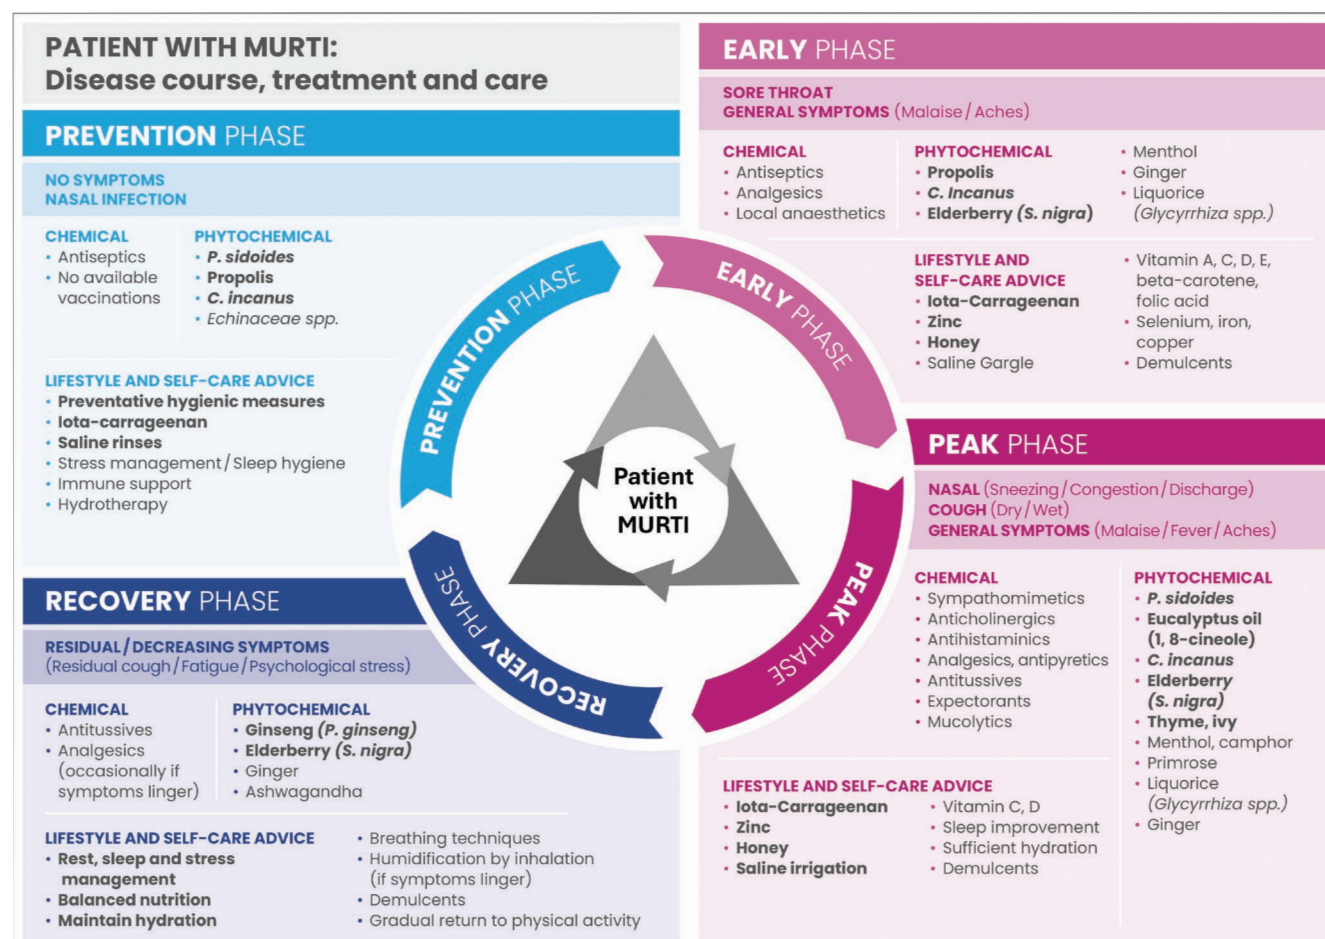 PATIENT WITH MURTI:
Disease course, treatment and care
PREVENTION PHASE
NO SYMPTOMS
NASAL INFECTION
CHEMICAL
• Antiseptics
• No available
vaccinations
PHYTOCHEMICAL
• P. sidoides
• Propolis
• C. incanus
• Echinaceae spp.
LIFESTYLE AND SELF-CARE ADVICE
• Preventative hygienic measures
• Iota-carrageenan
• Saline rinses
• Stress management/Sleep hygiene
• Immune support
• Hydrotherapy
EARLY PHASE
SORE THROAT
GENERAL SYMPTOMS (Malaise/Aches)
CHEMICAL
• Antiseptics
• Analgesics
• Local anaesthetics
PHYTOCHEMICAL
• Propolis
• C. Incanus
• Elderberry (S. nigra)
• Menthol
• Ginger
• Liquorice
(Glycyrrhiza spp.)
LIFESTYLE AND
SELF-CARE ADVICE
• Iota-Carrageenan
• Zinc
• Honey
• Saline Gargle
• Vitamin A, C, D, E,
beta-carotene,
folic acid
• Selenium, iron,
copper
• Demulcents
PREVENTION PHASE
EARLY PHASE
PEAK PHASE
RECOVERY PHASE
Patient
with
MURTI
PEAK PHASE
NASAL (Sneezing/Congestion/Discharge)
COUGH (Dry/Wet)
GENERAL SYMPTOMS (Malaise/Fever/Aches)
CHEMICAL
• Sympathomimetics
• Anticholinergics
• Antihistaminics
• Analgesics, antipyretics
• Antitussives
• Expectorants
• Mucolytics
PHYTOCHEMICAL
• P. sidoides
• Eucalyptus oil
(1, 8-cineole)
• C. incanus
• Elderberry
(S. nigra)
• Thyme, ivy
• Menthol, camphor
• Primrose
• Liquorice
(Glycyrrhiza spp.)
• Ginger
LIFESTYLE AND SELF-CARE ADVICE
• Iota-Carrageenan
• Zinc
• Honey
• Saline irrigation
• Vitamin C, D
• Sleep improvement
• Sufficient hydration
• Demulcents
RECOVERY PHASE
RESIDUAL/DECREASING SYMPTOMS
(Residual cough/Fatigue/Psychological stress)
CHEMICAL
• Antitussives
• Analgesics
(occasionally if
symptoms linger)
PHYTOCHEMICAL
• Ginseng (P. ginseng)
• Elderberry (S. nigra)
• Ginger
• Ashwagandha
LIFESTYLE AND SELF-CARE ADVICE
• Rest, sleep and stress
management
• Balanced nutrition
• Maintain hydration
• Breathing techniques
• Humidification by inhalation
(if symptoms linger)
• Demulcents
• Gradual return to physical activity